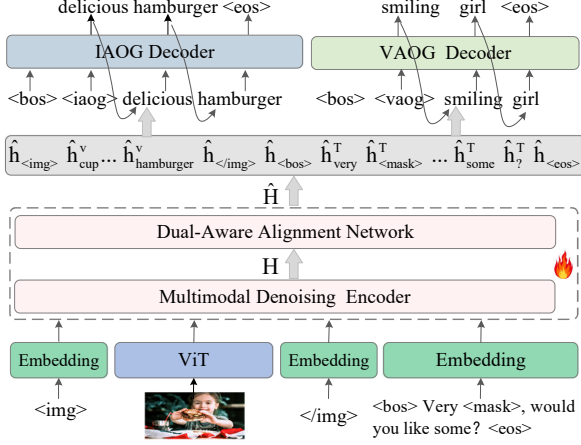 delicious hamburger <eos>
smiling girl <eos>
IAOG Decoder
VAOG Decoder
<bos> <iaog> delicious hamburger
<bos> <vaog> smiling girl
ĥ<img> ĥᵛcup ... ĥᵛhamburger ĥ</img> ĥ<bos> ĥᵀvery ĥᵀ<mask> ... ĥᵀsome ĥᵀ? ĥ<eos>
Ĥ
Dual-Aware Alignment Network
H
Multimodal Denoising Encoder
Embedding
ViT
Embedding
Embedding
<img>
</img>
<bos> Very <mask>, would
you like some? <eos>